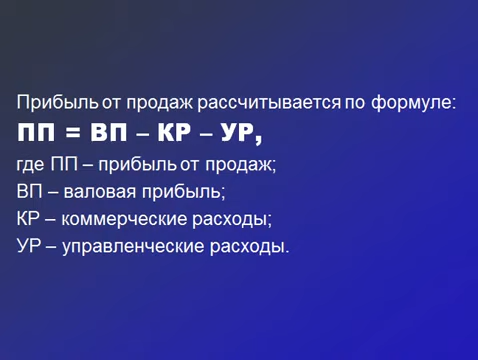 Прибыль от продаж рассчитывается по формуле:
ПП = ВП – КР – УР,
где ПП – прибыль от продаж;
ВП – валовая прибыль;
КР – коммерческие расходы;
УР – управленческие расходы.